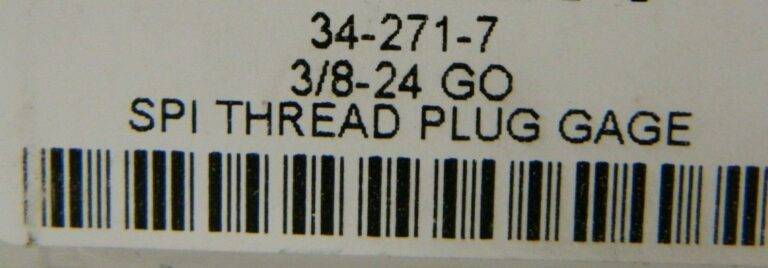 34-271-7
3/8-24 GO
SPI THREAD PLUG GAGE